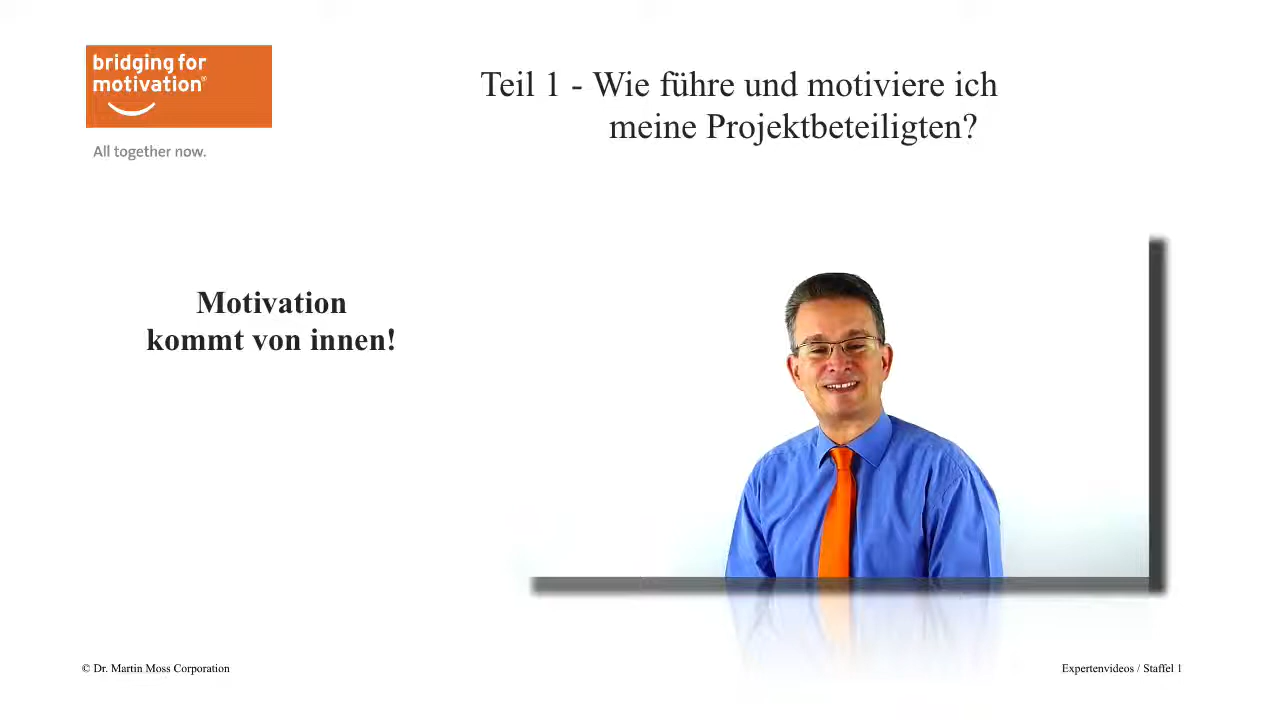 bridging for
motivation®
All together now.
Teil 1 - Wie führe und motiviere ich
meine Projektbeteiligten?
Motivation
kommt von innen!
© Dr. Martin Moss Corporation
Expertenvideos / Staffel 1